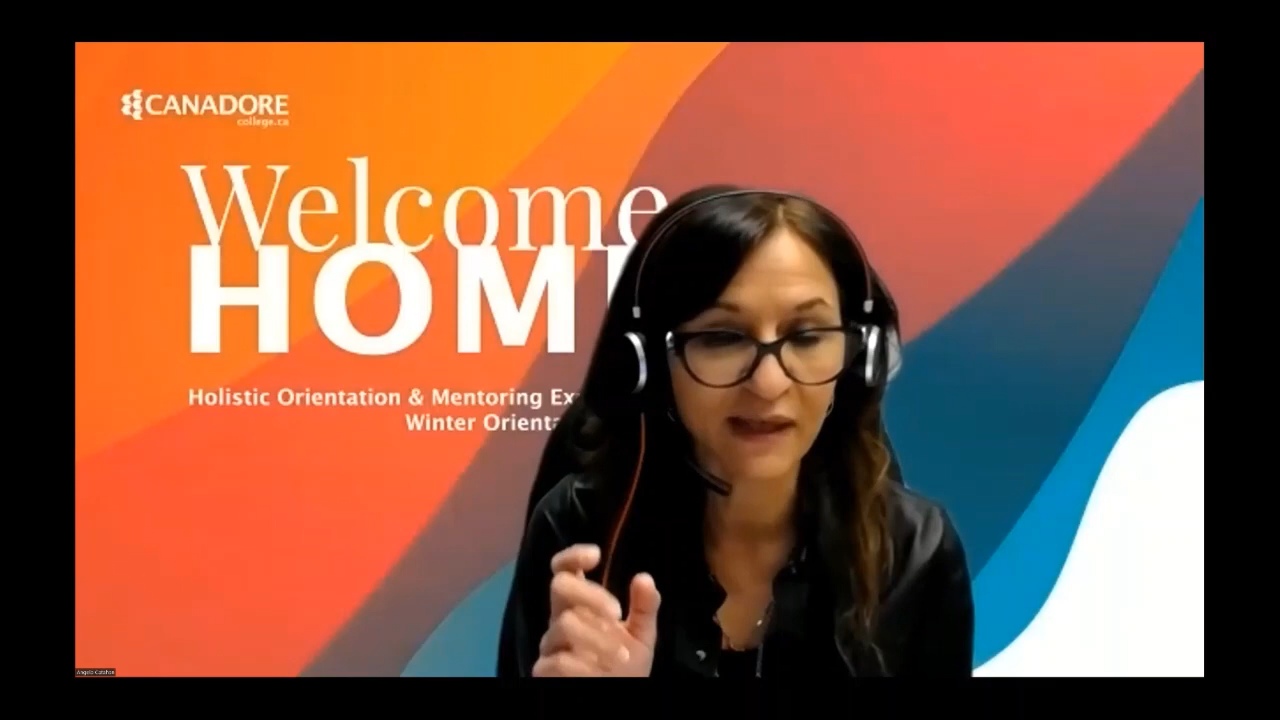 CANADORE
college.ca
Welcome
HOM
Holistic Orientation & Mentoring Ex
Winter Orienta